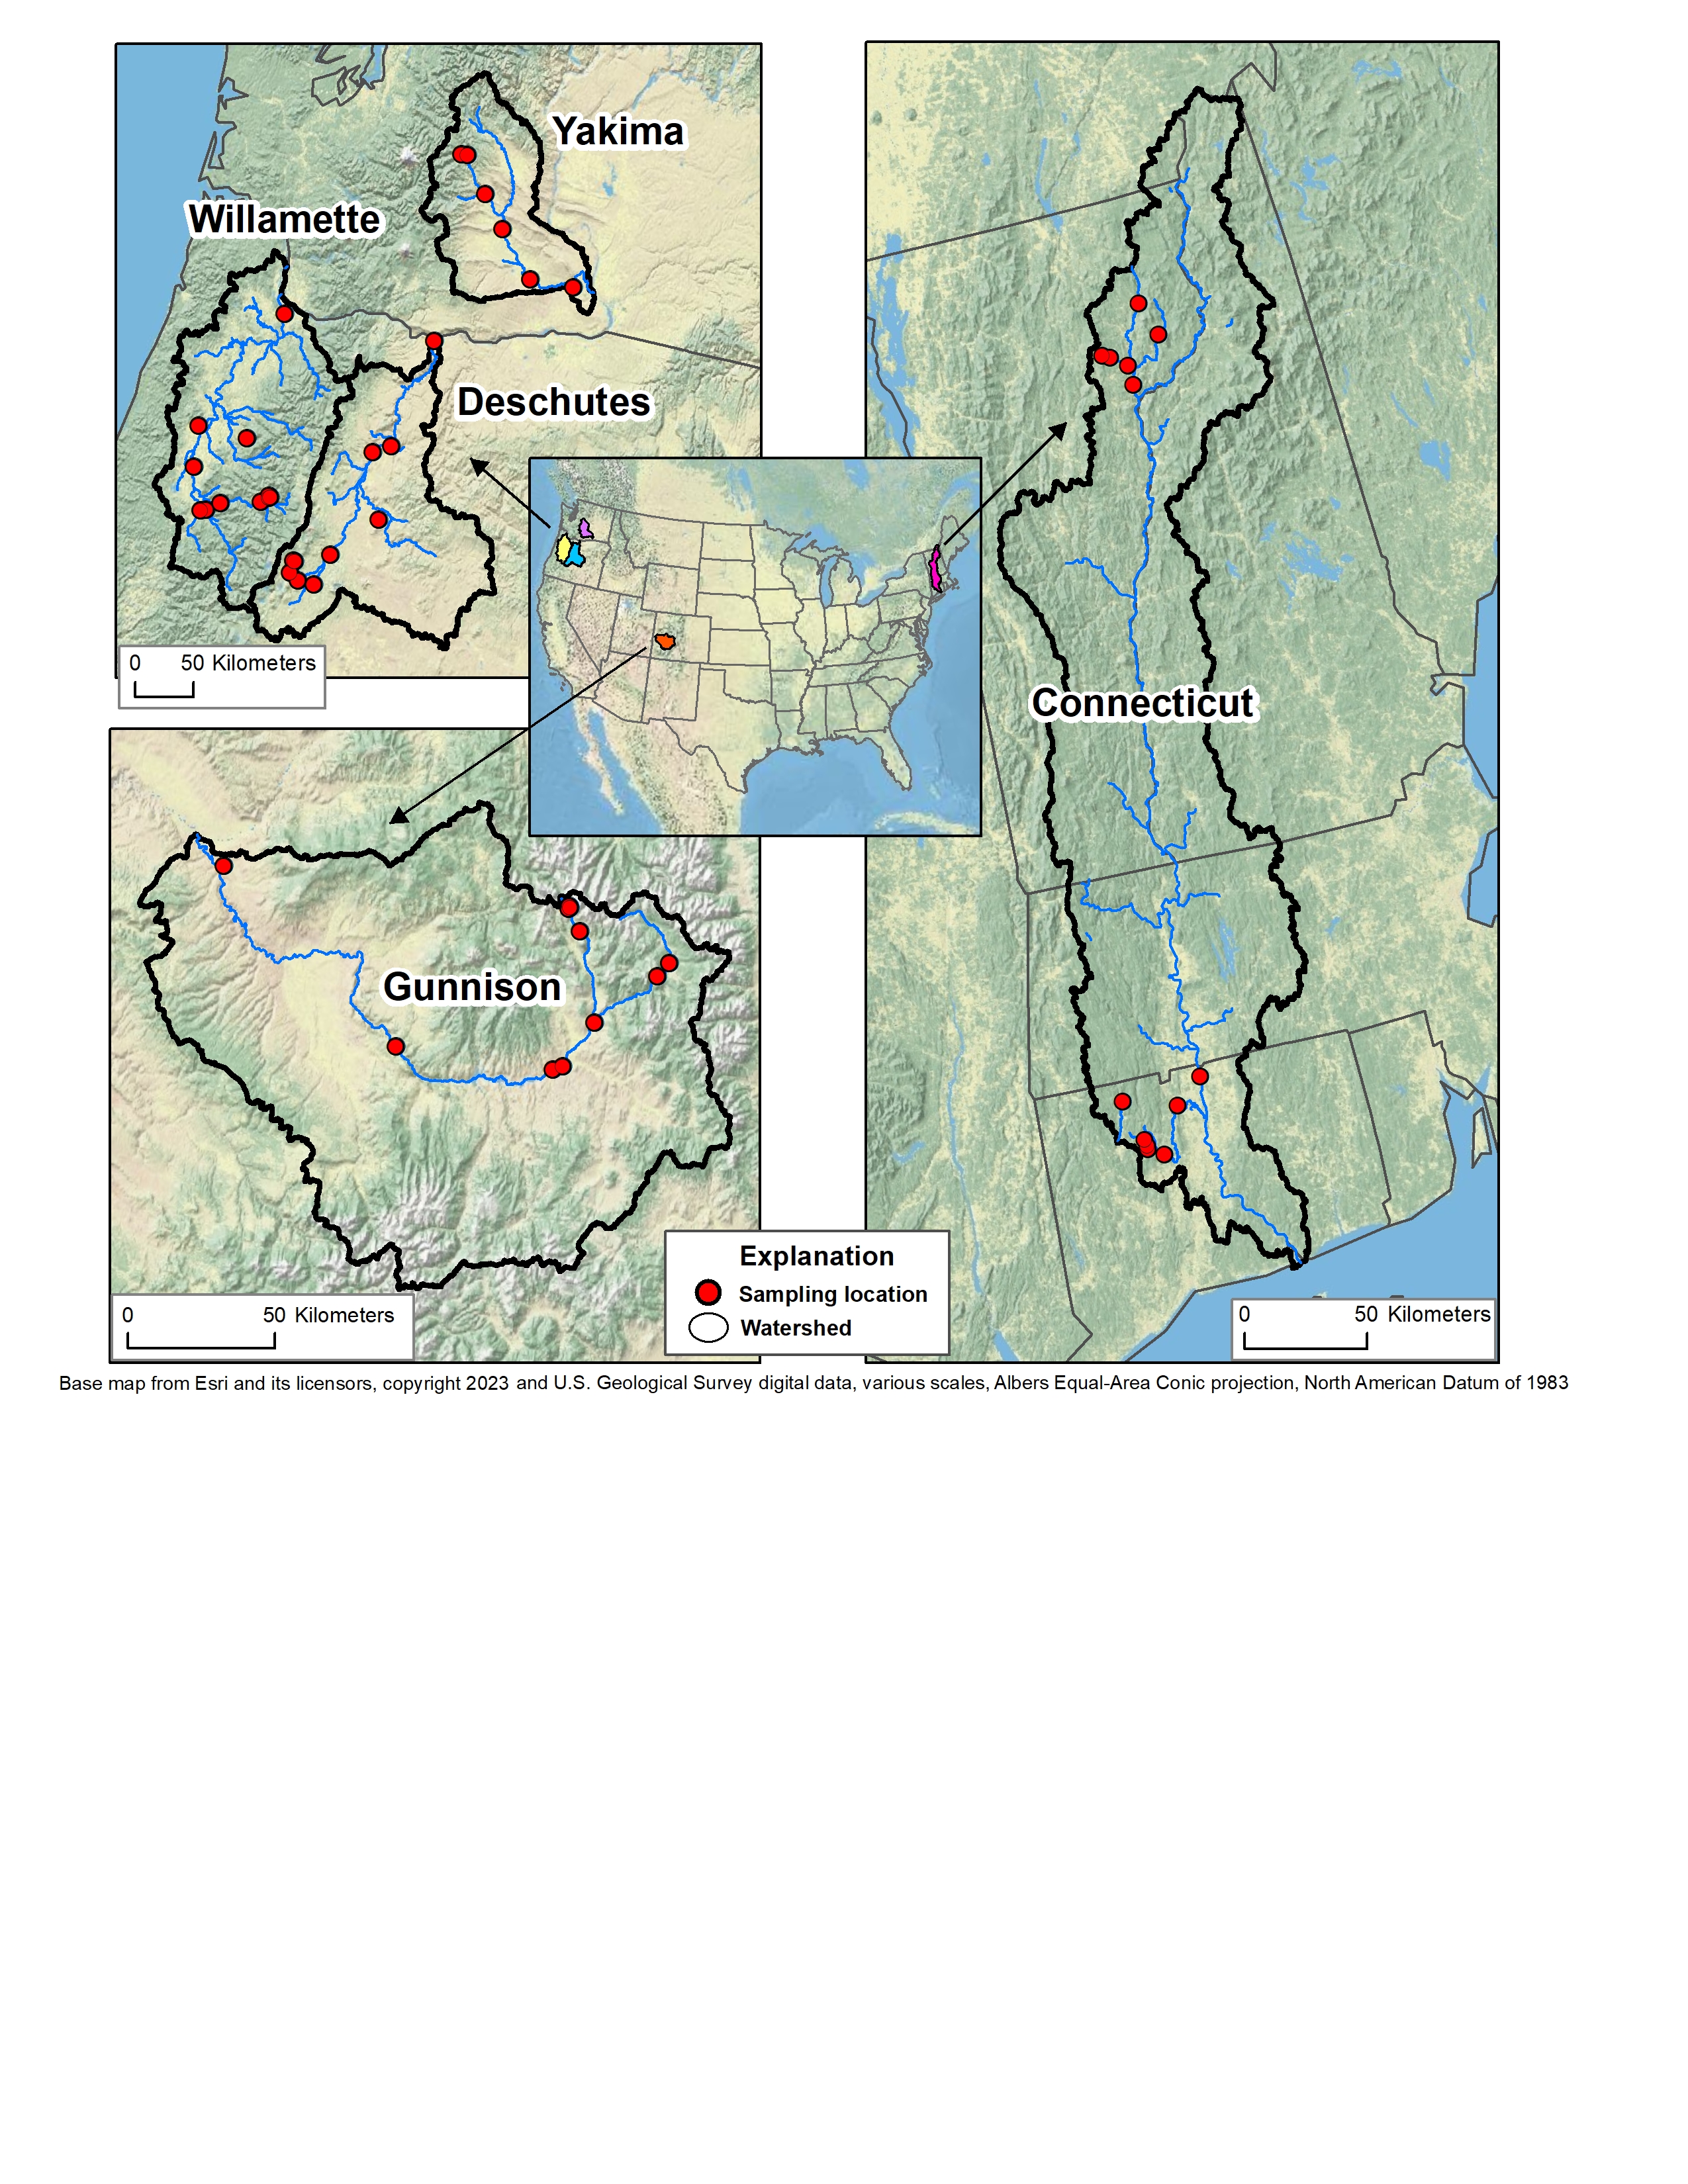 Yakima
Willamette
Deschutes
0 50 Kilometers
Connecticut
Gunnison
Explanation
Sampling location
Watershed
0 50 Kilometers
0 50 Kilometers
Base map from Esri and its licensors, copyright 2023 and U.S. Geological Survey digital data, various scales, Albers Equal-Area Conic projection, North American Datum of 1983